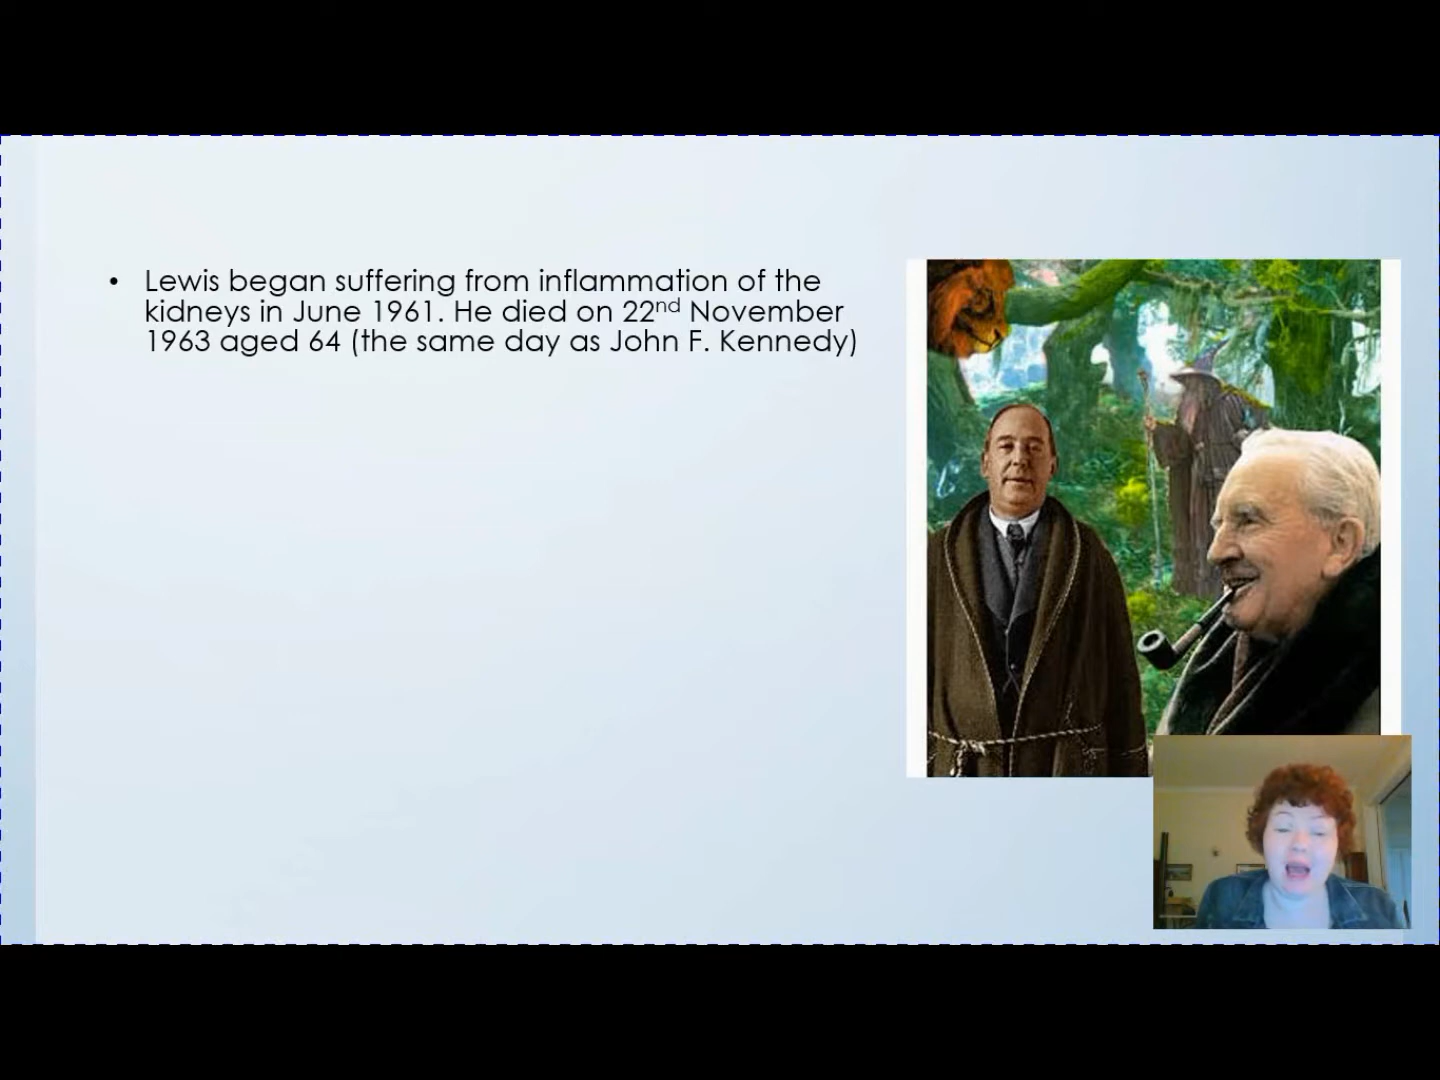 • Lewis began suffering from inflammation of the
kidneys in June 1961. He died on 22nd November
1963 aged 64 (the same day as John F. Kennedy)